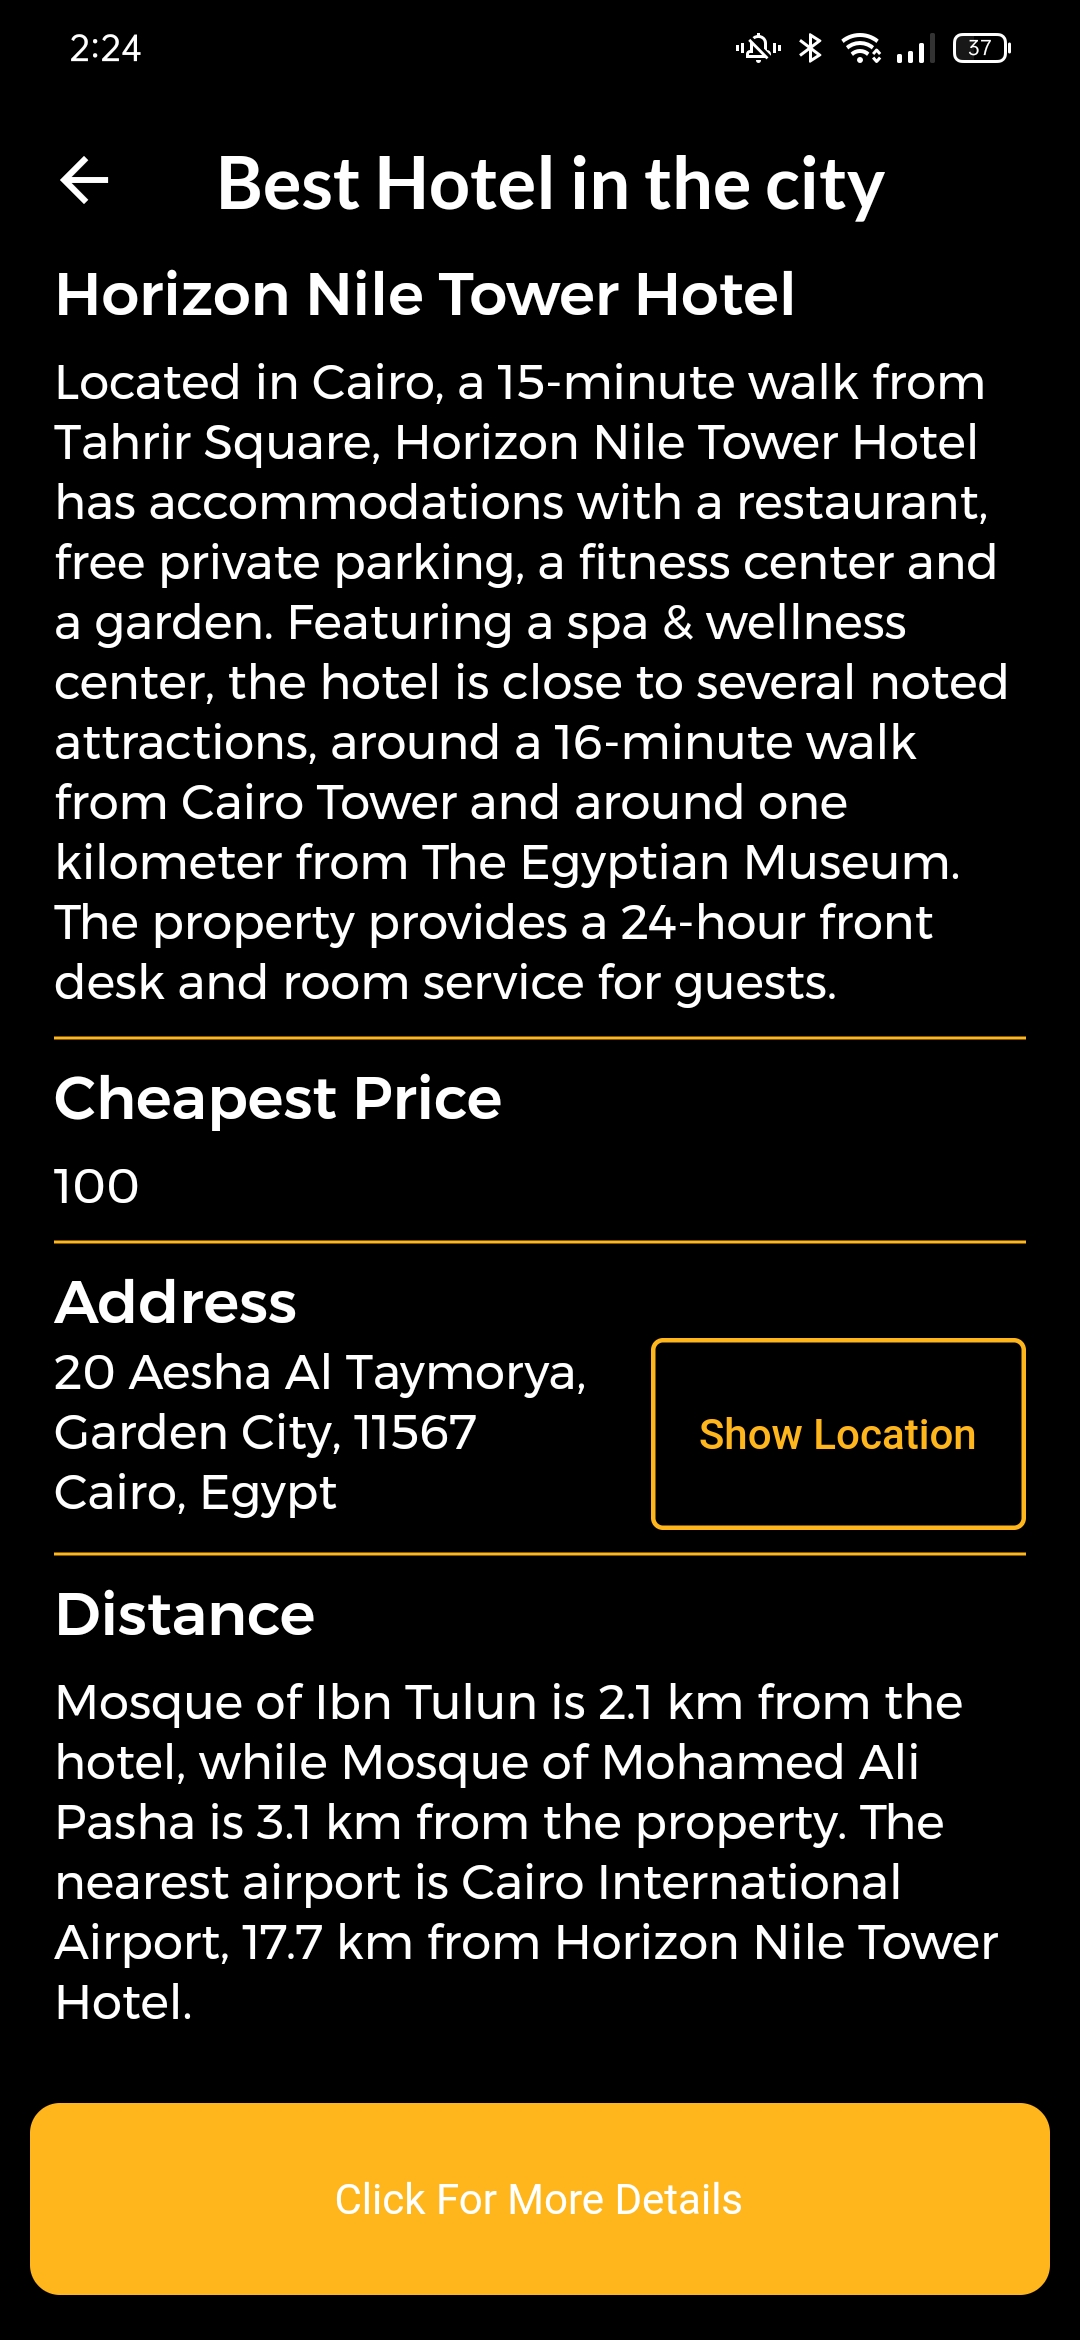 2:24
37
Best Hotel in the city
Horizon Nile Tower Hotel
Located in Cairo, a 15-minute walk from
Tahrir Square, Horizon Nile Tower Hotel
has accommodations with a restaurant,
free private parking, a fitness center and
a garden. Featuring a spa & wellness
center, the hotel is close to several noted
attractions, around a 16-minute walk
from Cairo Tower and around one
kilometer from The Egyptian Museum.
The property provides a 24-hour front
desk and room service for guests.
Cheapest Price
100
Address
20 Aesha Al Taymorya,
Garden City, 11567
Cairo, Egypt
Show Location
Distance
Mosque of Ibn Tulun is 2.1 km from the
hotel, while Mosque of Mohamed Ali
Pasha is 3.1 km from the property. The
nearest airport is Cairo International
Airport, 17.7 km from Horizon Nile Tower
Hotel.
Click For More Details